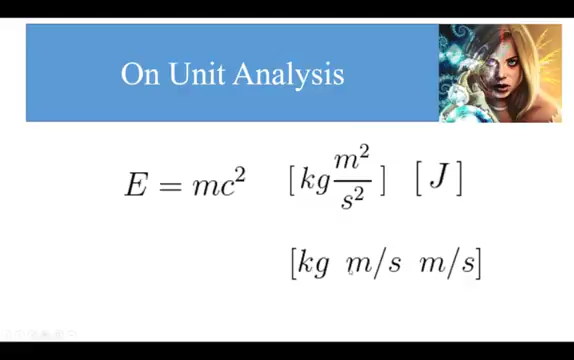 On Unit Analysis
E = mc² [kg m²/s²] [J]
[kg m/s m/s]